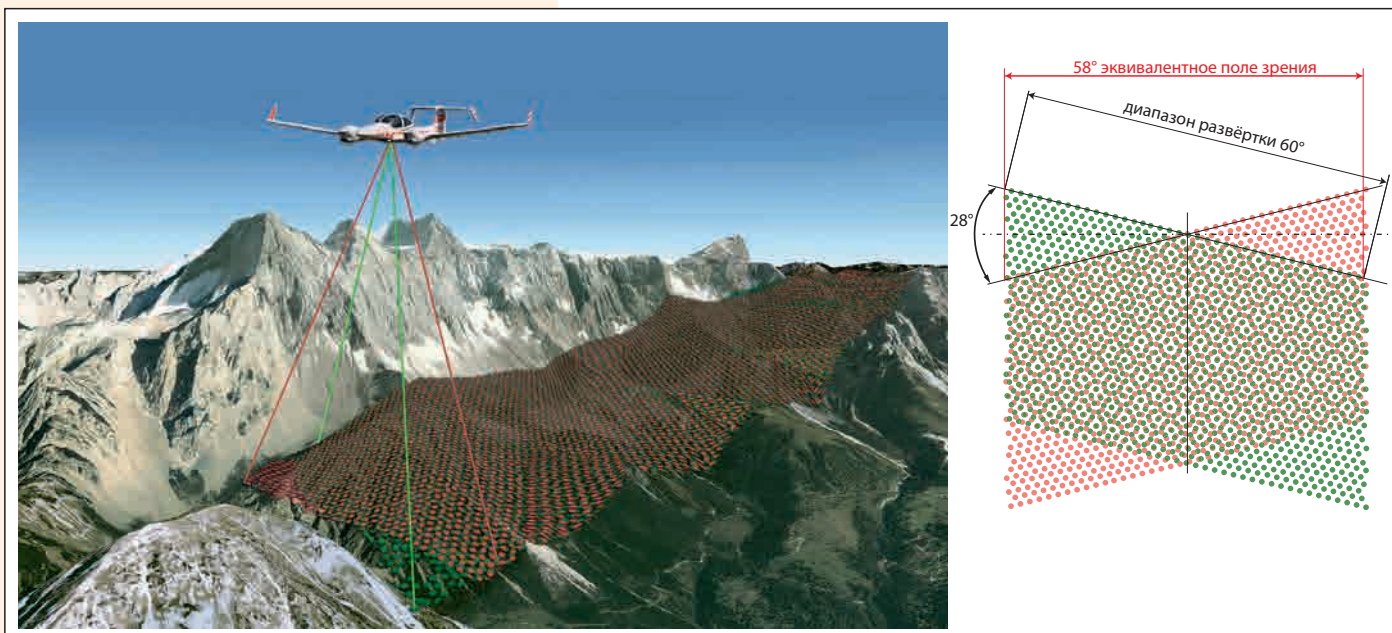 58° эквивалентное поле зрения
диапазон развёртки 60°
28°